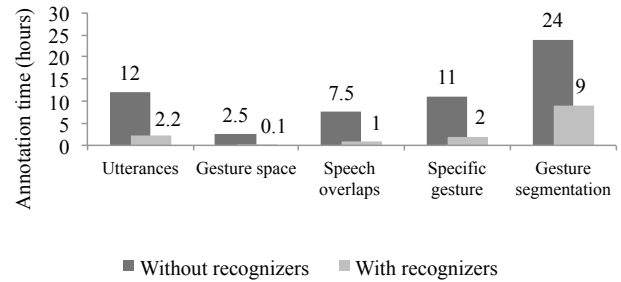 Annotation time (hours)
30
25
20
15
10
5
0
12
2.2
2.5
0.1
7.5
1
11
2
24
9
Utterances
Gesture space
Speech
overlaps
Specific
gesture
Gesture
segmentation
Without recognizers
With recognizers